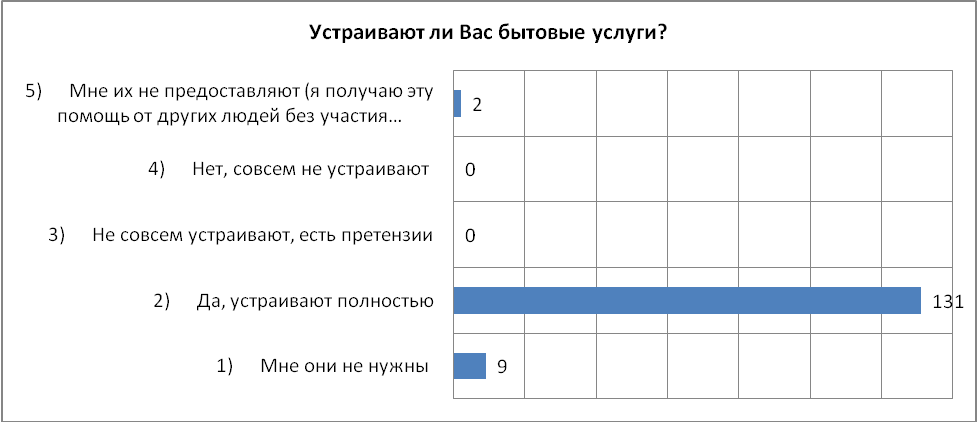 Устраивают ли Вас бытовые услуги?
5) Мне их не предоставляют (я получаю эту
помощь от других людей без участия…
2
4) Нет, совсем не устраивают
0
3) Не совсем устраивают, есть претензии
0
2) Да, устраивают полностью
131
1) Мне они не нужны
9